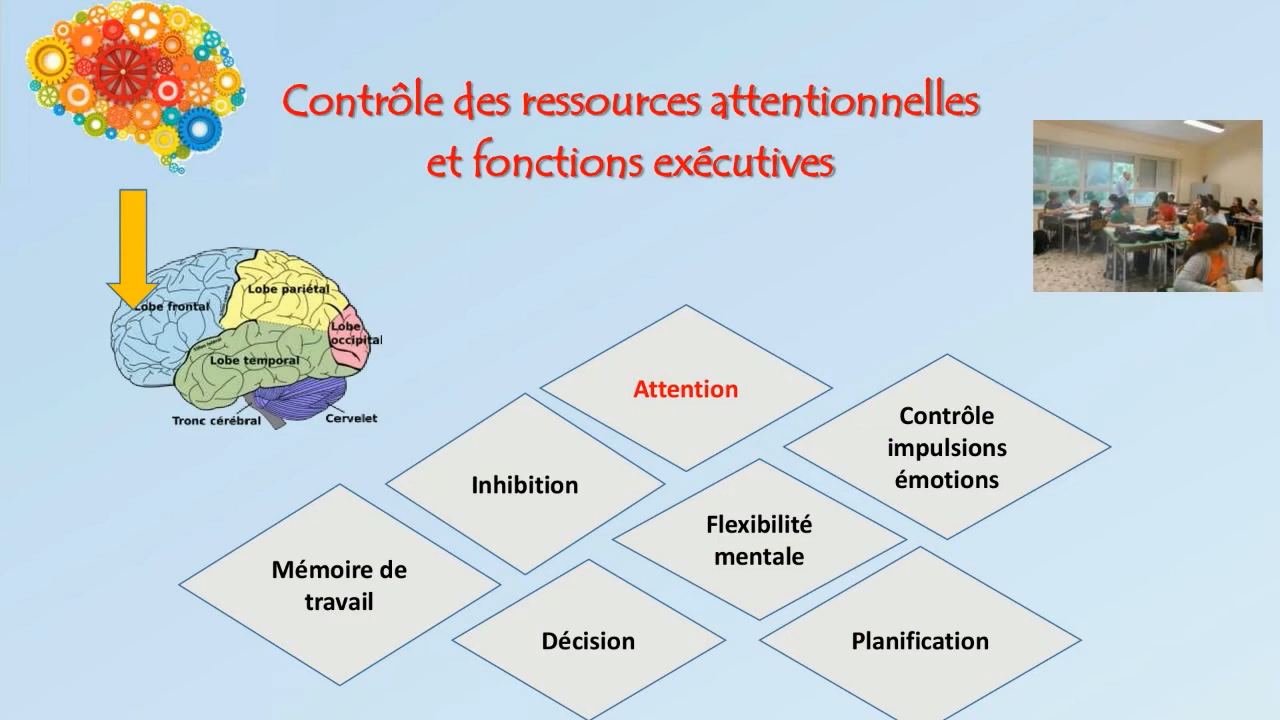 Contrôle des ressources attentionnelles
et fonctions exécutives
Lobe frontal
Lobe pariétal
Lobe
occipital
Lobe temporal
Tronc cérébral
Cervelet
Attention
Contrôle
impulsions
émotions
Inhibition
Flexibilité
mentale
Mémoire de
travail
Décision
Planification